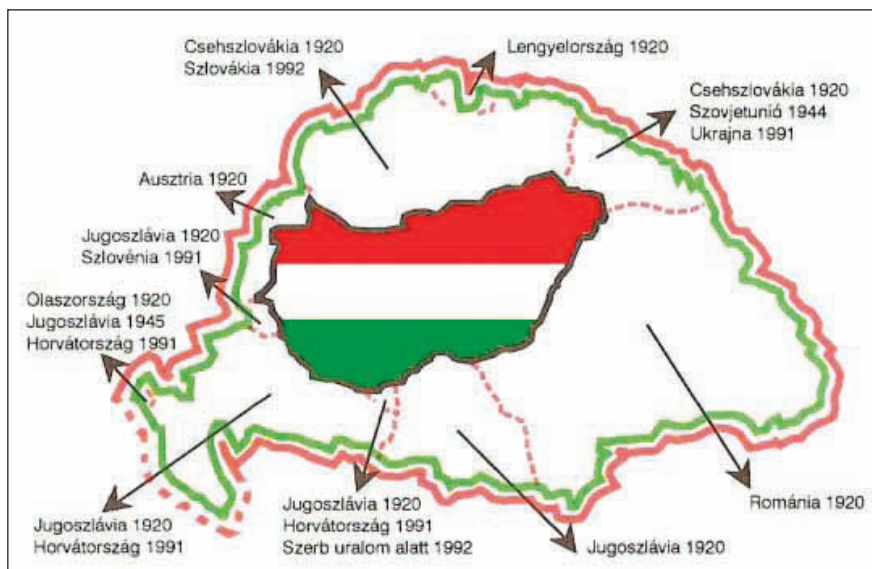 Csehszlovákia 1920
Szlovákia 1992
Lengyelország 1920
Csehszlovákia 1920
Szovjetunió 1944
Ukrajna 1991
Ausztria 1920
Jugoszlávia 1920
Szlovénia 1991
Olaszország 1920
Jugoszlávia 1945
Horvátország 1991
Jugoszlávia 1920
Horvátország 1991
Jugoszlávia 1920
Horvátország 1991
Szerb uralom alatt 1992
Jugoszlávia 1920
Románia 1920